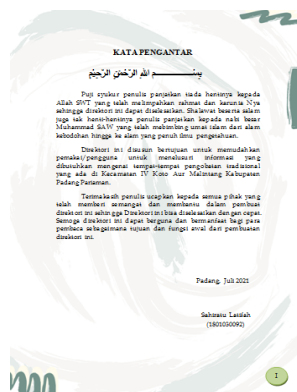 KATA PENGANTAR
بِسْــــــــــــــــمِ اللهِ الرَّحْمٰنِ الرَّحِيْمِ
Puji syukur penulis panjatkan tiada hentinya kepada
Allah SWT yang telah melimpahkan rahmat dan karunia Nya
sehingga direktori ini dapat diselesaikan. Shalawat beserta salam
juga tak henti-hentinya penulis panjatkan kepada nabi besar
Muhammad SAW yang telah membimbing umat islam dari alam
kebodohan hingga ke alam yang penuh ilmu pengetahuan.
Direktori ini disusun bertujuan untuk memudahkan
pemakai/pengguna untuk menelusuri informasi yang
dibutuhkan mengenai tempat-tempat pengobatan tradisional
yang ada di Kecamatan IV Koto Aur Malintang Kabupaten
Padang Pariaman.
Terimakasih penulis ucapkan kepada semua pihak yang
telah memberi semangat dan membantu dalam pembuat
direktori ini sehingga Direktori ini bisa diselesaikan dengan cepat.
Semoga direktori ini dapat berguna dan bermanfaat bagi para
pembaca sebagaimana tujuan dan fungsi awal dari pembuatan
direktori ini.
Padang, Juli 2021
Sahiratu Latifah
(1801030092)
I